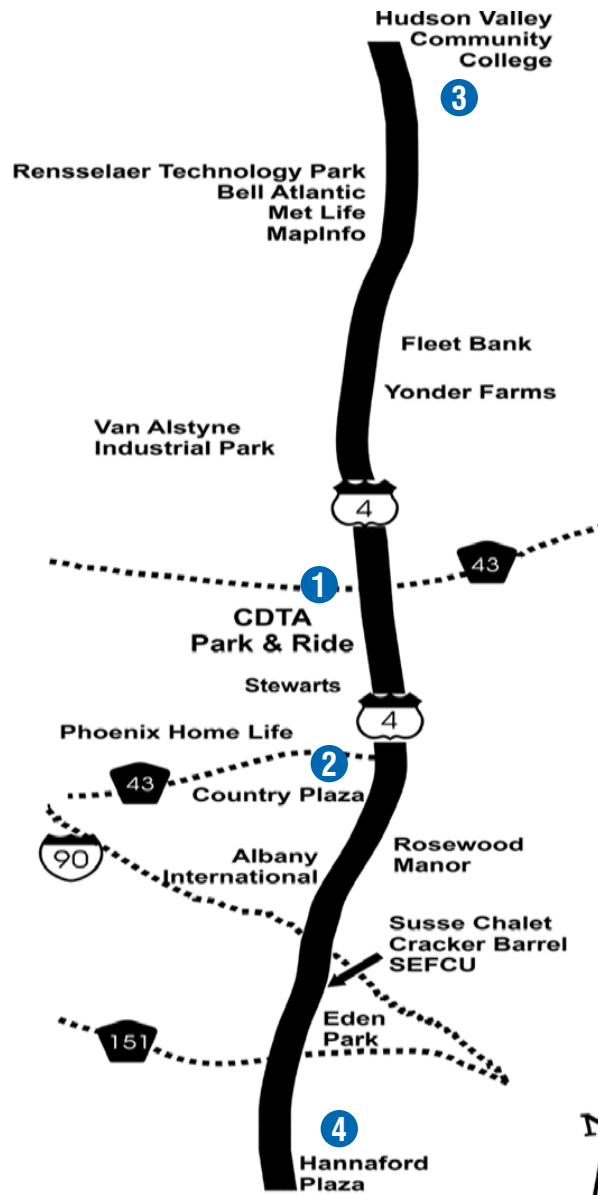 Hudson Valley
Community
College
3
Rensselaer Technology Park
Bell Atlantic
Met Life
MapInfo
Fleet Bank
Yonder Farms
Van Alstyne
Industrial Park
4
43
1
CDTA
Park & Ride
Stewarts
4
Phoenix Home Life
2
43
Country Plaza
90
Albany
International
Rosewood
Manor
Susse Chalet
Cracker Barrel
SEFCU
Eden
Park
151
4
Hannaford
Plaza